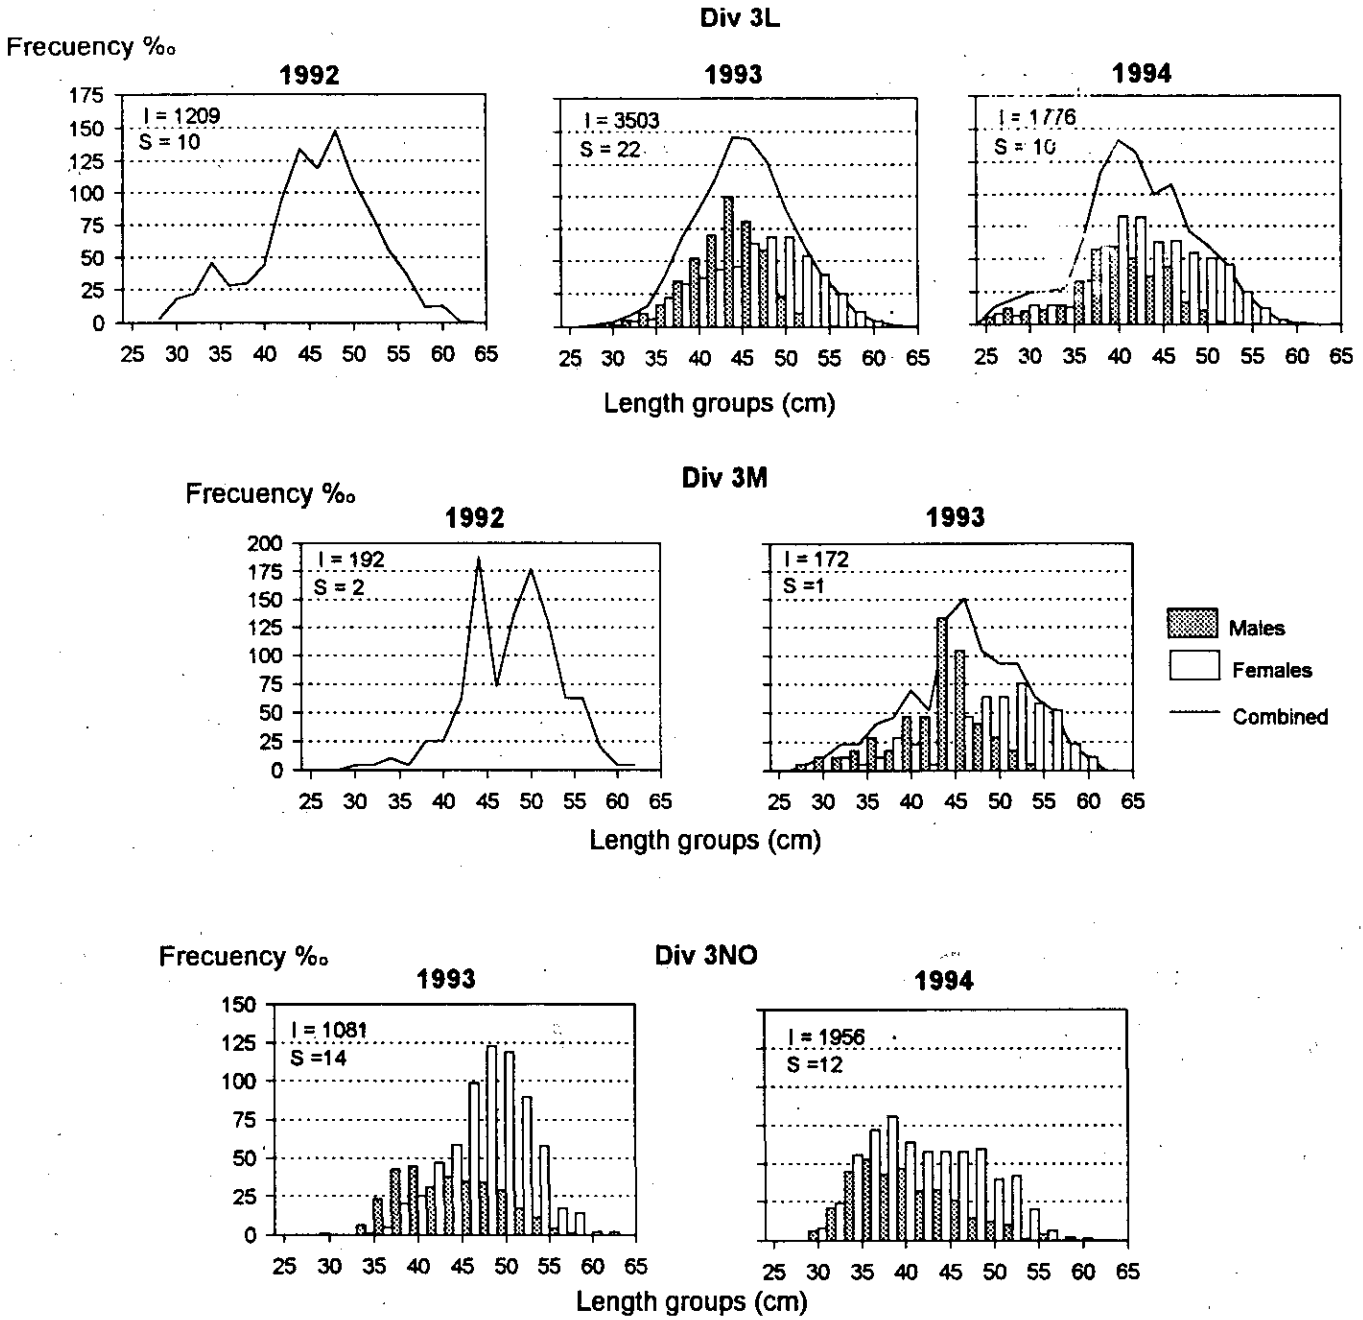 Div 3L
Frecuency ‰
1992
1993
1994
175
150
125
100
75
50
25
0
I = 1209
S = 10
I = 3503
S = 22
I = 1776
S = 10
25 30 35 40 45 50 55 60 65
25 30 35 40 45 50 55 60 65
25 30 35 40 45 50 55 60 65
Length groups (cm)
Div 3M
Frecuency ‰
1992
1993
200
175
150
125
100
75
50
25
0
I = 192
S = 2
I = 172
S =1
Males
Females
Combined
25 30 35 40 45 50 55 60 65
25 30 35 40 45 50 55 60 65
Length groups (cm)
Frecuency ‰
Div 3NO
1993
1994
150
125
100
75
50
25
0
I = 1081
S =14
I = 1956
S =12
25 30 35 40 45 50 55 60 65
25 30 35 40 45 50 55 60 65
Length groups (cm)